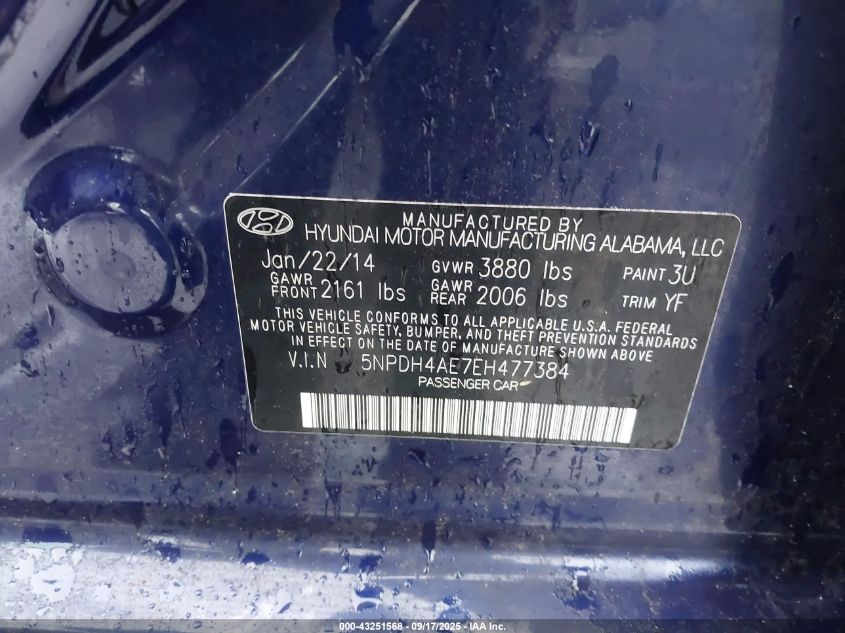 MANUFACTURED BY
HYUNDAI MOTOR MANUFACTURING ALABAMA, LLC
Jan/22/14 GVWR 3880 lbs PAINT 3U
GAWR FRONT 2161 lbs GAWR REAR 2006 lbs TRIM YF
THIS VEHICLE CONFORMS TO ALL APPLICABLE U.S.A. FEDERAL
MOTOR VEHICLE SAFETY, BUMPER, AND THEFT PREVENTION STANDARDS
IN EFFECT ON THE DATE OF MANUFACTURE SHOWN ABOVE.
V.I.N 5NPDH4AE7EH477384
PASSENGER CAR
000-43251568 - 09/17/2025 - IAA Inc.